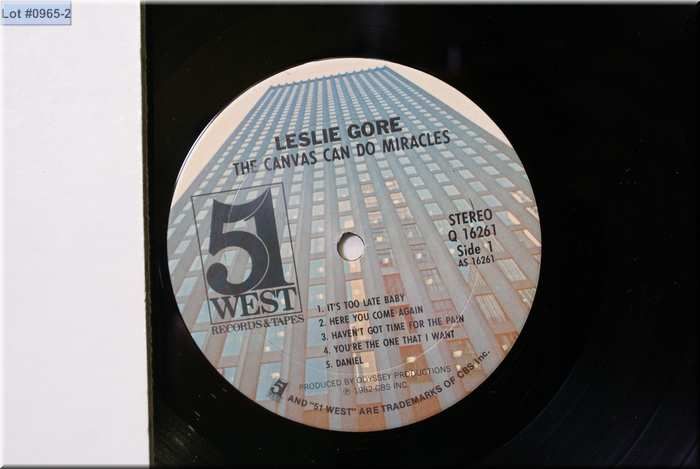 Lot #0965-2
LESLIE GORE
THE CANVAS CAN DO MIRACLES
51
WEST
RECORDS & TAPES
STEREO
Q 16261
Side 1
AS 16261
1. IT'S TOO LATE BABY
2. HERE YOU COME AGAIN
3. HAVEN'T GOT TIME FOR THE PAIN
4. YOU'RE THE ONE THAT I WANT
5. DANIEL
PRODUCED BY ODYSSEY PRODUCTIONS
℗ 1982 CBS INC.
51 AND "51 WEST" ARE TRADEMARKS OF CBS Inc.